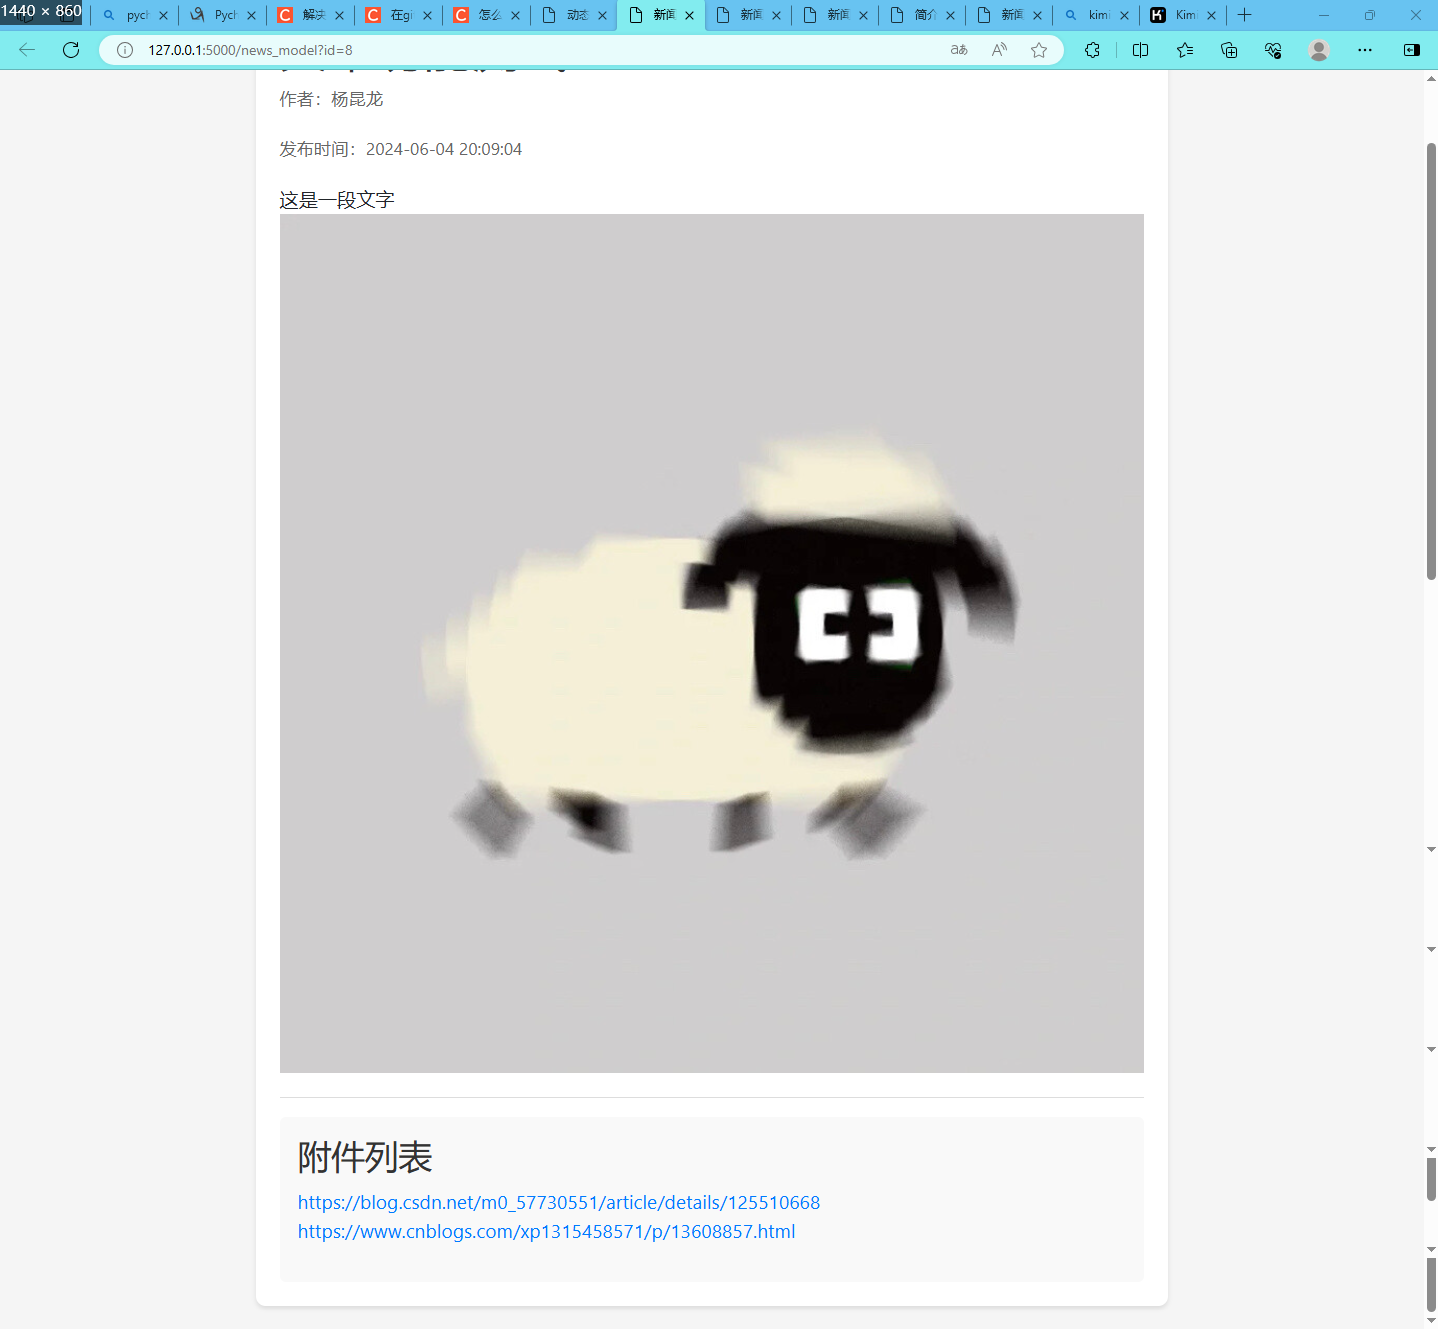 1440 × 860
pych
Pych
解决
在gi
怎么
动态
新闻
新闻
新闻
简介
新闻
kimi
Kimi
127.0.0.1:5000/news_model?id=8
作者：杨昆龙
发布时间：2024-06-04 20:09:04
这是一段文字
附件列表
https://blog.csdn.net/m0_57730551/article/details/125510668
https://www.cnblogs.com/xp1315458571/p/13608857.html